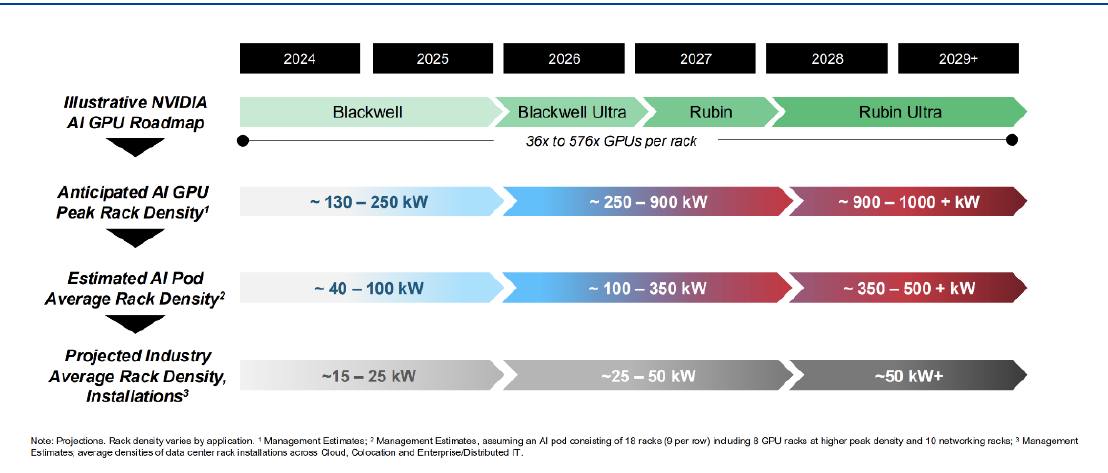 2024 2025 2026 2027 2028 2029+
Illustrative NVIDIA
AI GPU Roadmap
Blackwell Blackwell Ultra Rubin Rubin Ultra
36x to 576x GPUs per rack
Anticipated AI GPU
Peak Rack Density¹
~ 130 – 250 kW ~ 250 – 900 kW ~ 900 – 1000 + kW
Estimated AI Pod
Average Rack Density²
~ 40 – 100 kW ~ 100 – 350 kW ~ 350 – 500 + kW
Projected Industry
Average Rack Density,
Installations³
~15 – 25 kW ~25 – 50 kW ~50 kW+
Note: Projections. Rack density varies by application. ¹ Management Estimates; ² Management Estimates, assuming an AI pod consisting of 18 racks (9 per row) including 8 GPU racks at higher peak density and 10 networking racks; ³ Management
Estimates; average densities of data center rack installations across Cloud, Colocation and Enterprise/Distributed IT.